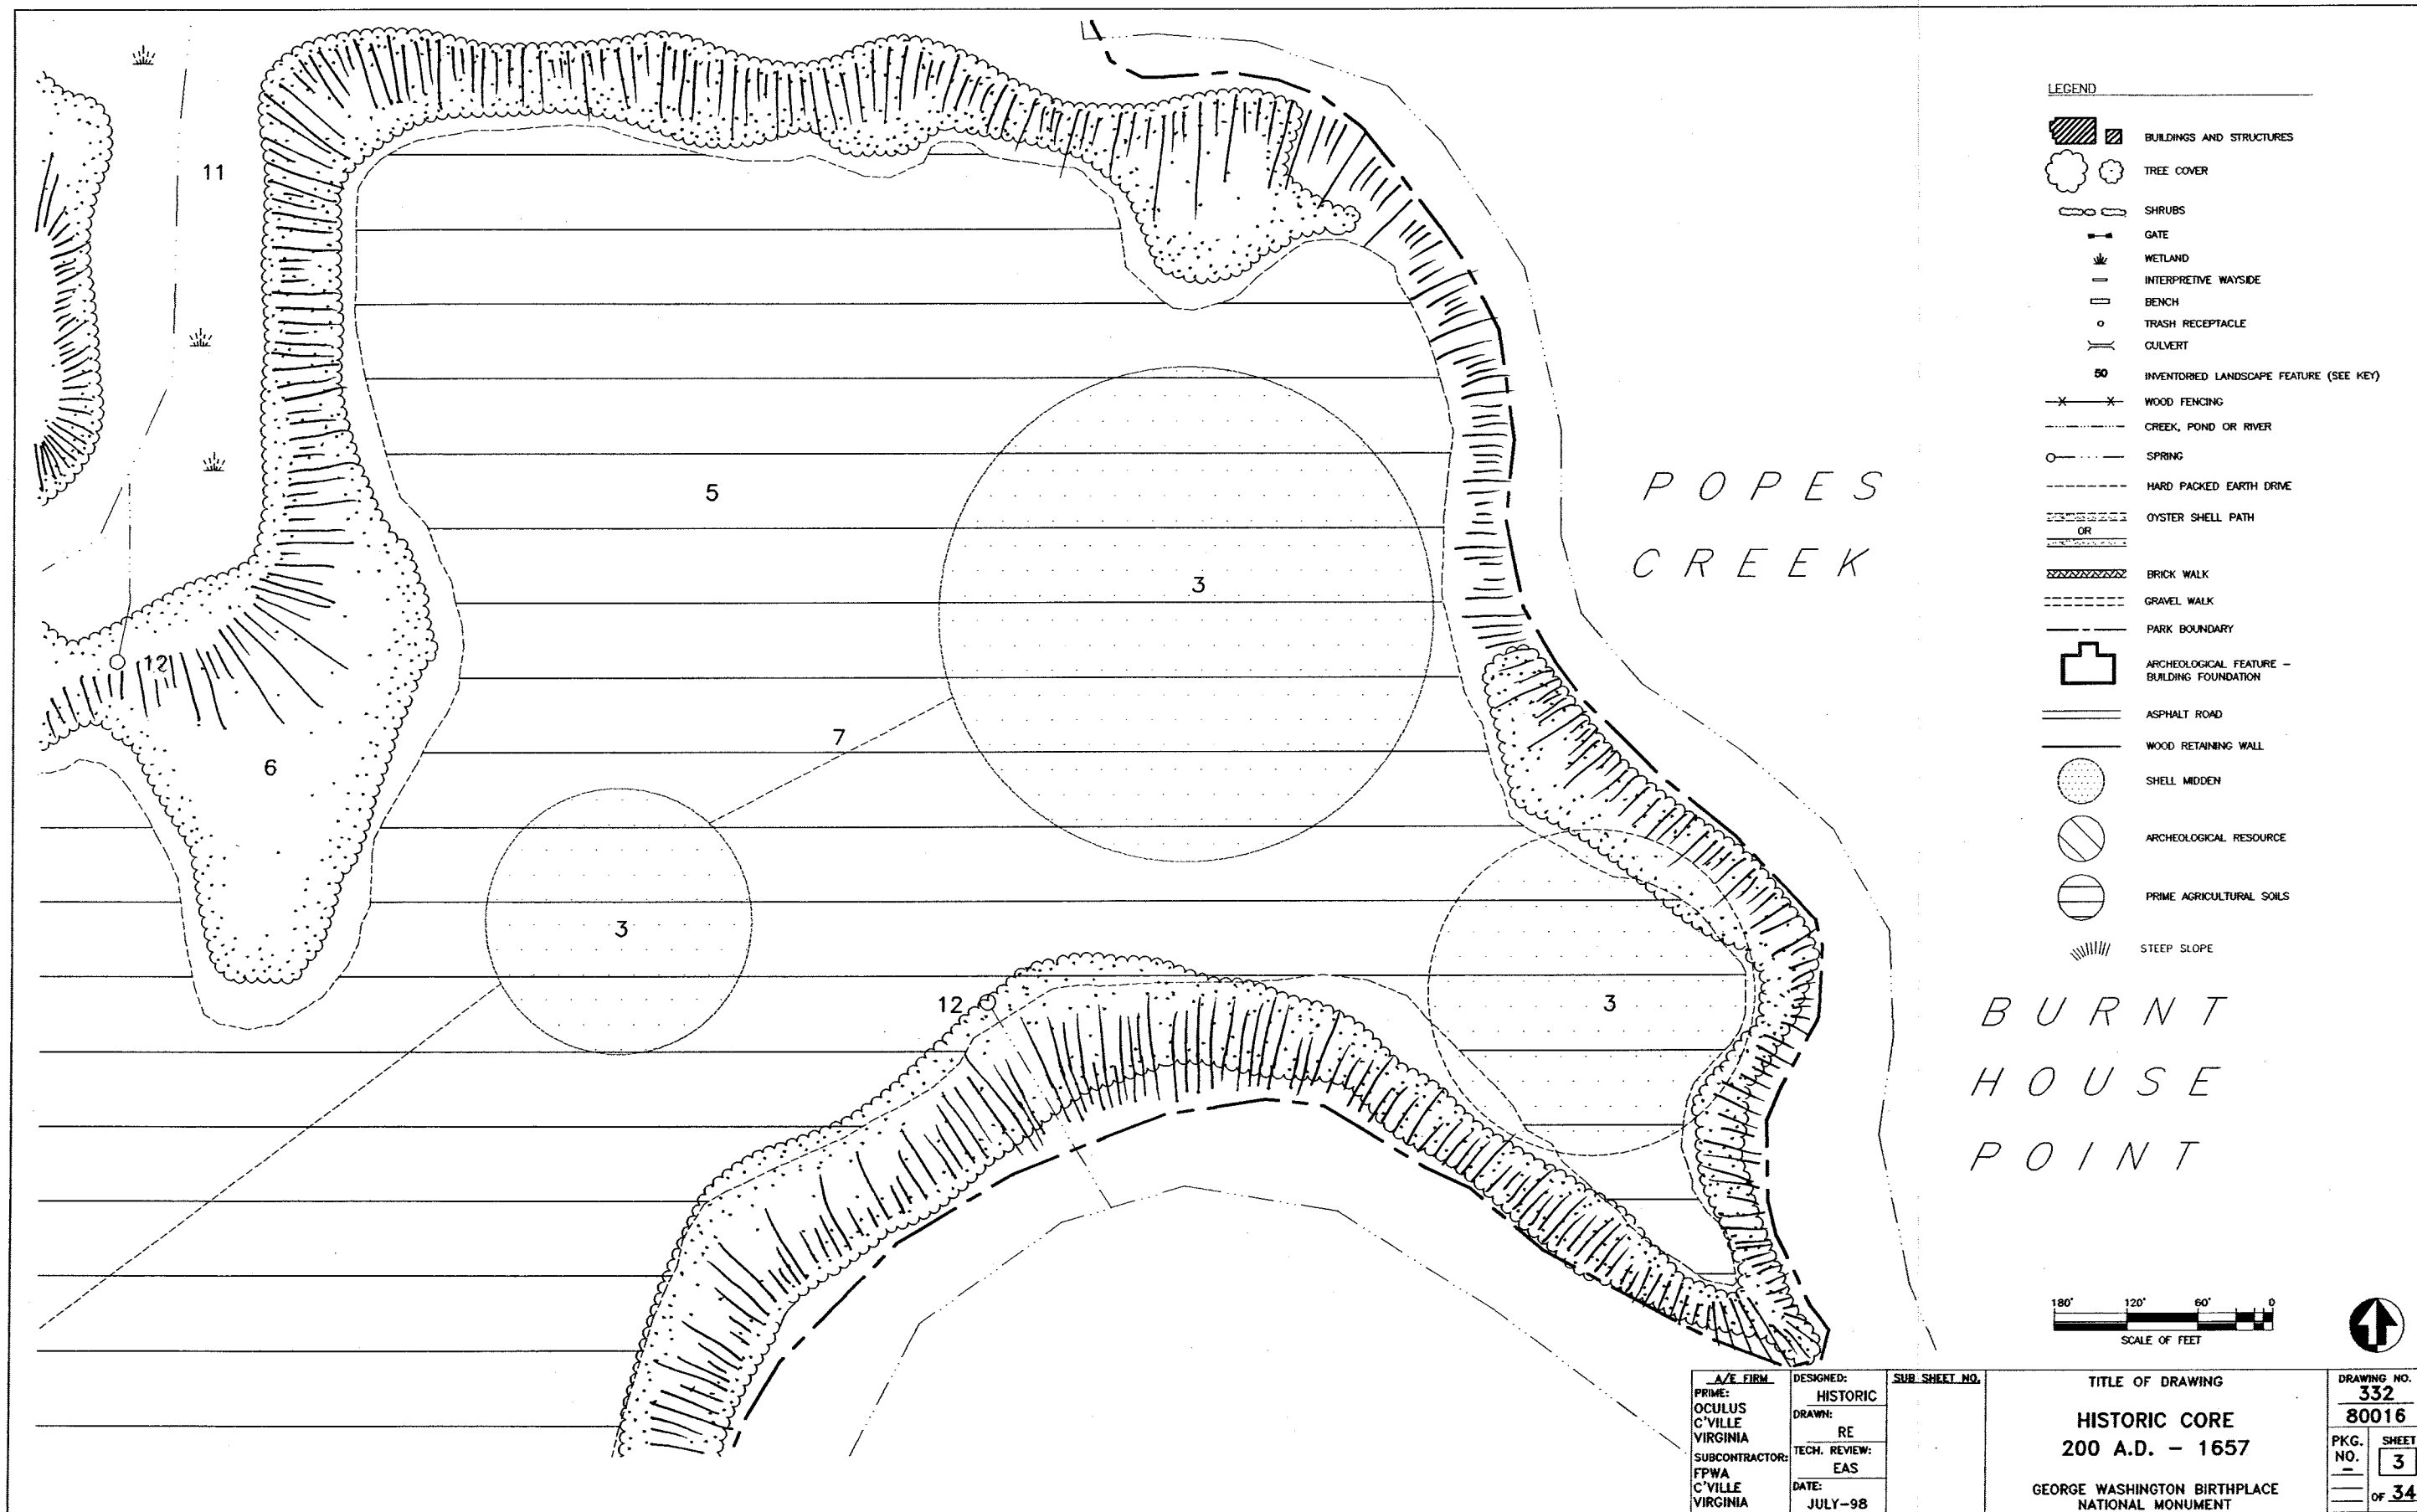 11
5
3
12
7
6
3
12
3
POPES
CREEK
BURNT
HOUSE
POINT
LEGEND
BUILDINGS AND STRUCTURES
TREE COVER
SHRUBS
GATE
WETLAND
INTERPRETIVE WAYSIDE
BENCH
TRASH RECEPTACLE
CULVERT
50 INVENTORIED LANDSCAPE FEATURE (SEE KEY)
WOOD FENCING
CREEK, POND OR RIVER
SPRING
HARD PACKED EARTH DRIVE
OYSTER SHELL PATH
OR
BRICK WALK
GRAVEL WALK
PARK BOUNDARY
ARCHEOLOGICAL FEATURE –
BUILDING FOUNDATION
ASPHALT ROAD
WOOD RETAINING WALL
SHELL MIDDEN
ARCHEOLOGICAL RESOURCE
PRIME AGRICULTURAL SOILS
STEEP SLOPE
180' 120' 60' 0
SCALE OF FEET
A/E FIRM
PRIME:
OCULUS
C'VILLE
VIRGINIA
SUBCONTRACTOR:
FPWA
C'VILLE
VIRGINIA
DESIGNED:
HISTORIC
DRAWN:
RE
TECH. REVIEW:
EAS
DATE:
JULY–98
SUB SHEET NO.
TITLE OF DRAWING
HISTORIC CORE
200 A.D. – 1657
GEORGE WASHINGTON BIRTHPLACE
NATIONAL MONUMENT
DRAWING NO.
332
80016
PKG.
NO.
–
SHEET
3
OF 34